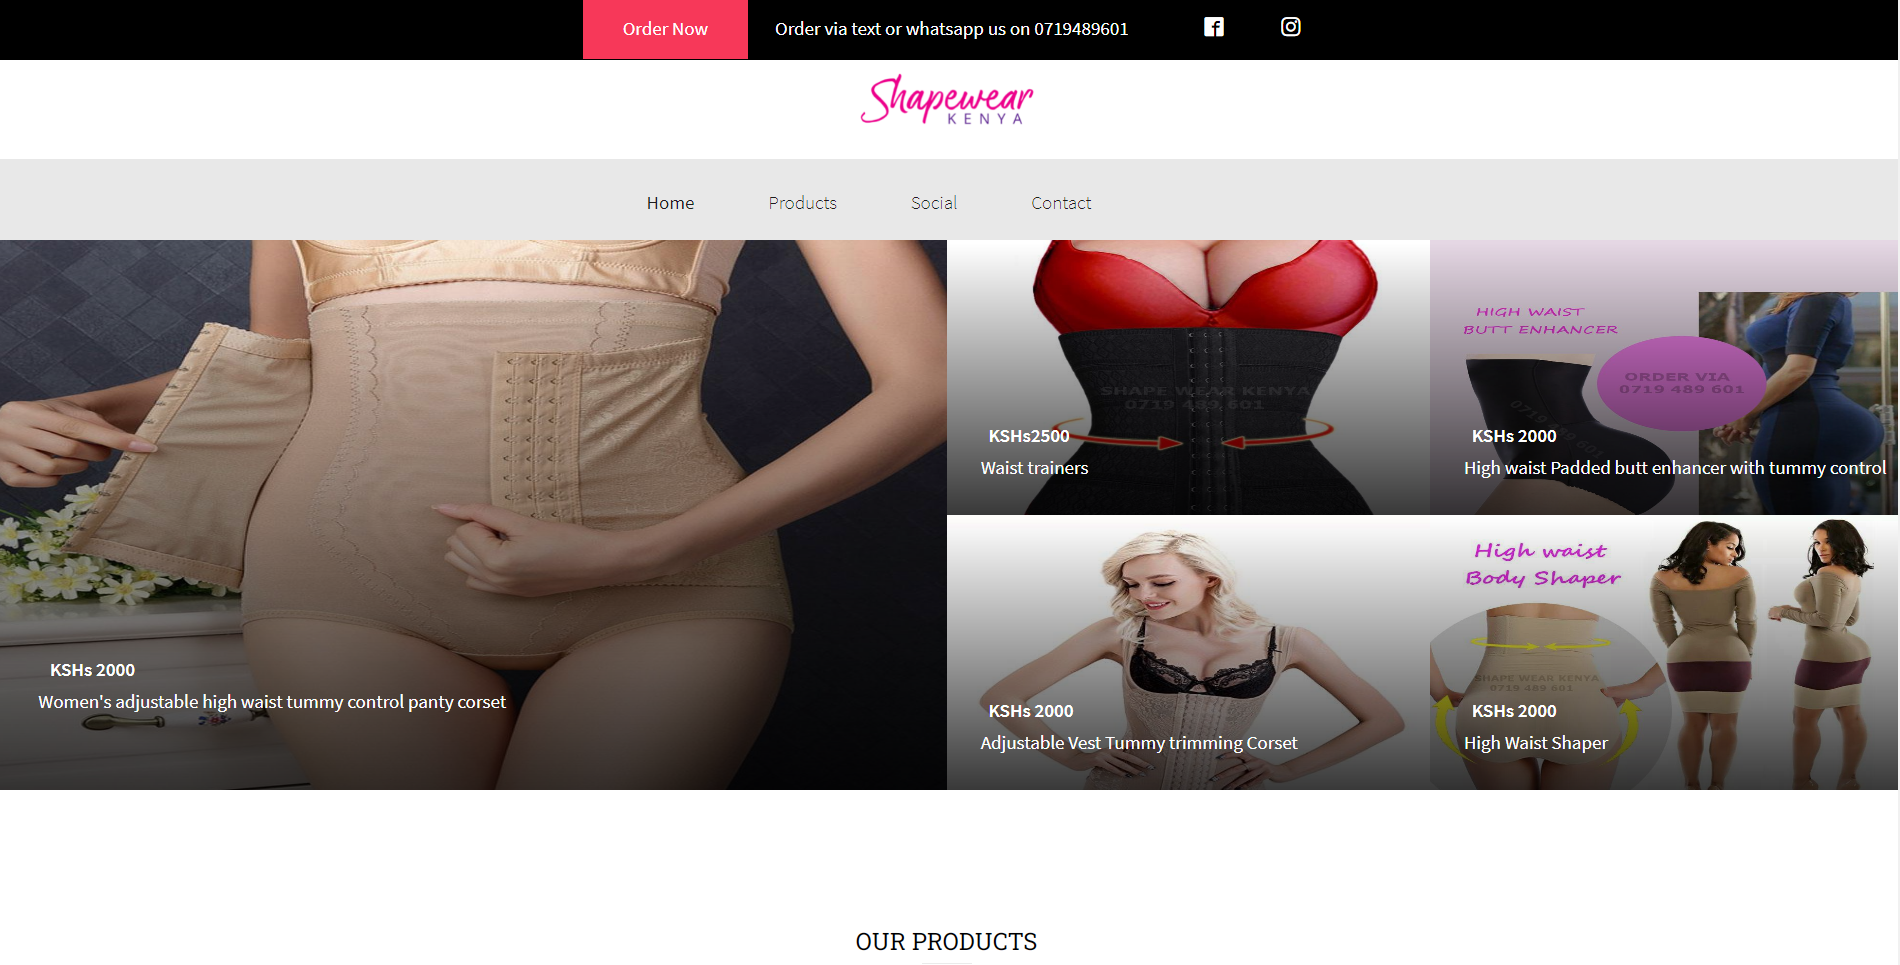 Order Now
Order via text or whatsapp us on 0719489601
Shapewear
KENYA
Home
Products
Social
Contact
KSHs 2000
Women's adjustable high waist tummy control panty corset
SHAPE WEAR KENYA
0719 489 601
KSHs2500
Waist trainers
HIGH WAIST
BUTT ENHANCER
ORDER VIA
0719 489 601
0719 489 601
KSHs 2000
High waist Padded butt enhancer with tummy control
KSHs 2000
Adjustable Vest Tummy trimming Corset
High waist
Body Shaper
SHAPE WEAR KENYA
0719 489 601
KSHs 2000
High Waist Shaper
OUR PRODUCTS